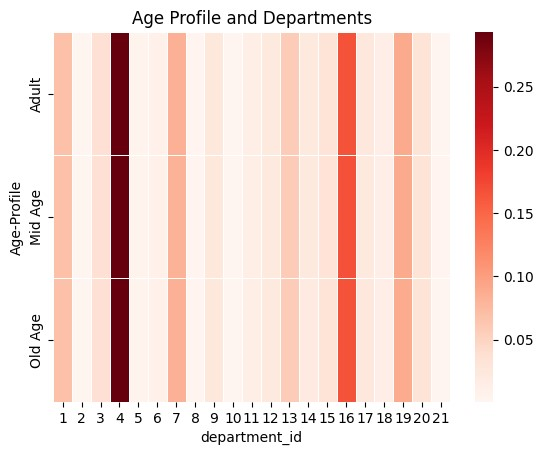 Age Profile and Departments
Age-Profile
Adult
Mid Age
Old Age
1 2 3 4 5 6 7 8 9 10 11 12 13 14 15 16 17 18 19 20 21
department_id
0.25
0.20
0.15
0.10
0.05